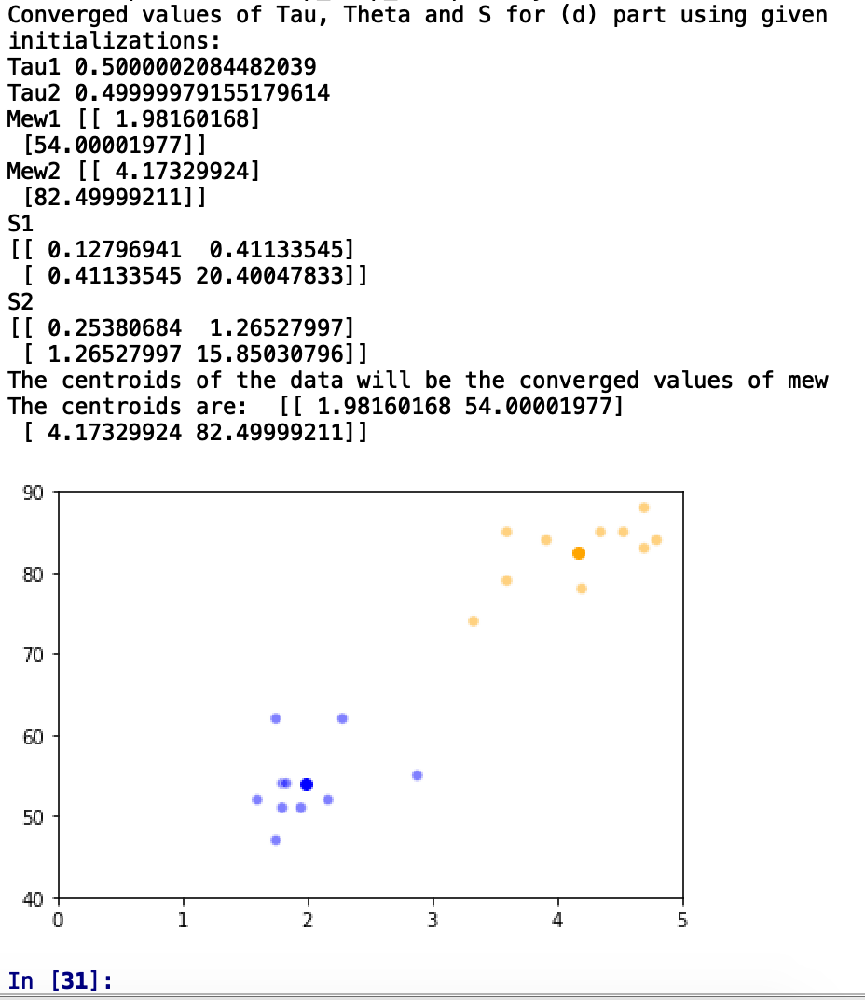 Converged values of Tau, Theta and S for (d) part using given
initializations:
Tau1 0.5000002084482039
Tau2 0.49999979155179614
Mew1 [[ 1.98160168]
 [54.00001977]]
Mew2 [[ 4.17329924]
 [82.49999211]]
S1
[[ 0.12796941  0.41133545]
 [ 0.41133545 20.40047833]]
S2
[[ 0.25380684  1.26527997]
 [ 1.26527997 15.85030796]]
The centroids of the data will be the converged values of mew
The centroids are:  [[ 1.98160168 54.00001977]
 [ 4.17329924 82.49999211]]
90
80
70
60
50
40
0 1 2 3 4 5
In [31]: